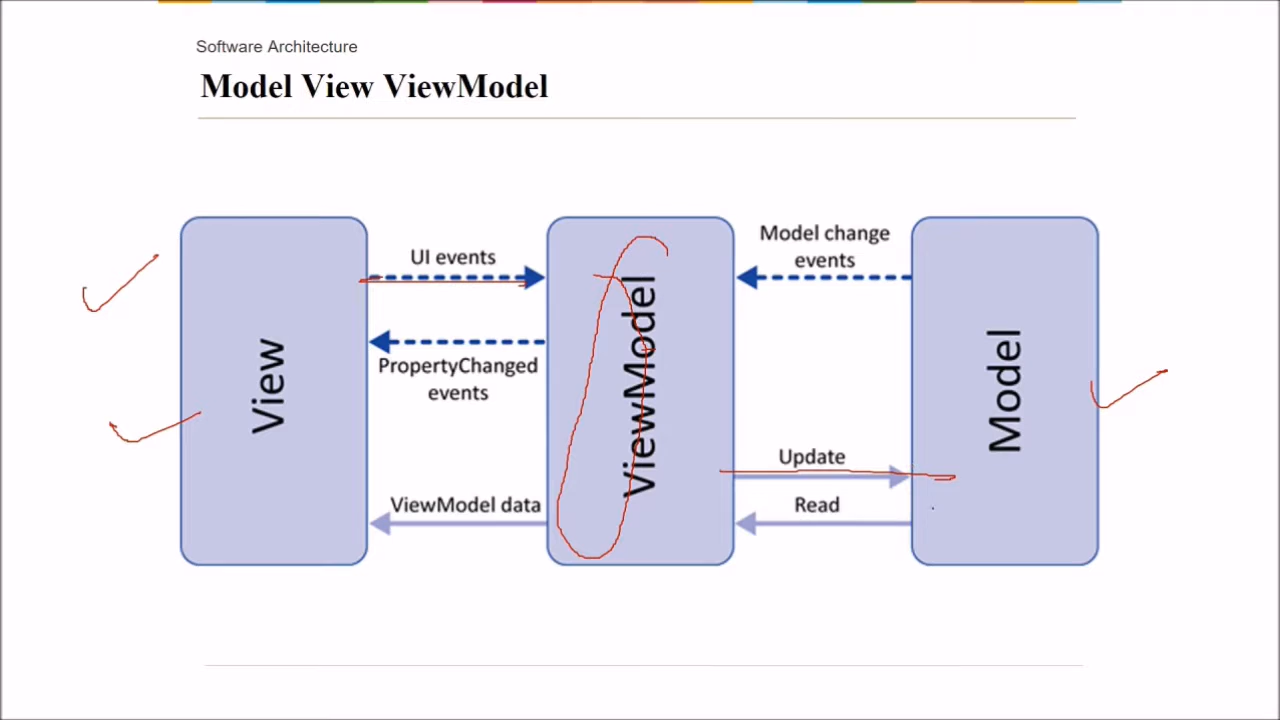 Software Architecture
Model View ViewModel
View
UI events
PropertyChanged
events
ViewModel data
ViewModel
Model change
events
Update
Read
Model